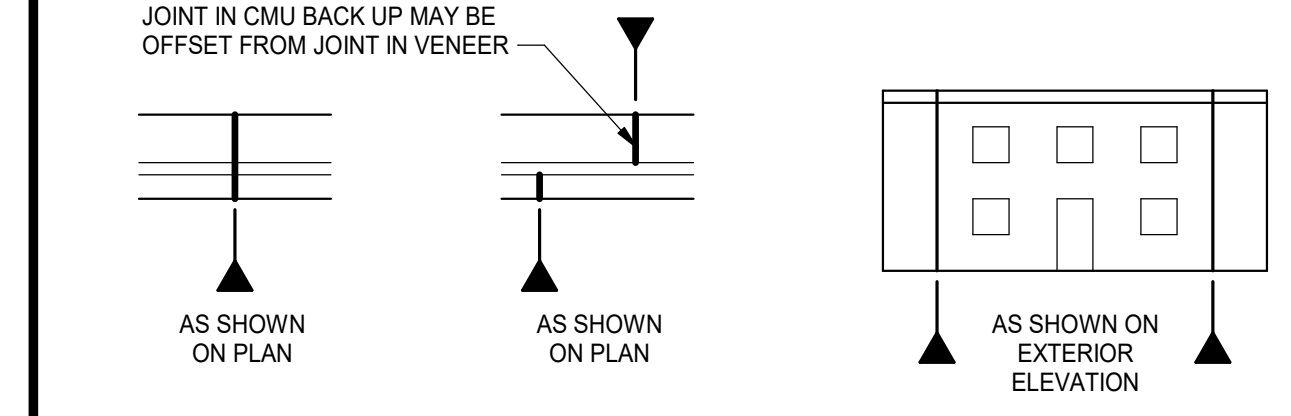 JOINT IN CMU BACK UP MAY BE
OFFSET FROM JOINT IN VENEER
AS SHOWN
ON PLAN
AS SHOWN
ON PLAN
AS SHOWN ON
EXTERIOR
ELEVATION